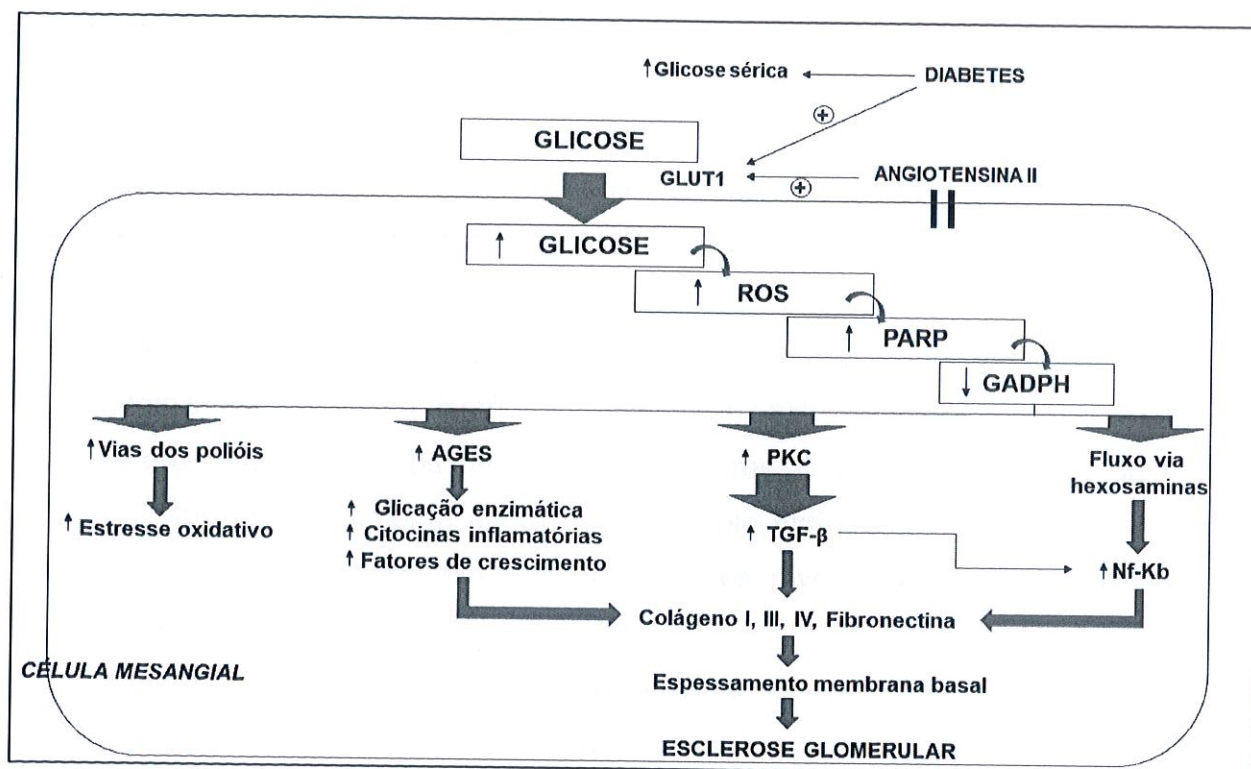 ↑Glicose sérica
DIABETES
GLICOSE
GLUT1
ANGIOTENSINA II
↑ GLICOSE
↑ ROS
↑ PARP
↓ GADPH
↑Vias dos polióis
↑ Estresse oxidativo
↑ AGES
↑ Glicação enzimática
↑ Citocinas inflamatórias
↑ Fatores de crescimento
↑ PKC
↑ TGF-β
Fluxo via
hexosaminas
↑Nf-Kb
Colágeno I, III, IV, Fibronectina
CÉLULA MESANGIAL
Espessamento membrana basal
ESCLEROSE GLOMERULAR